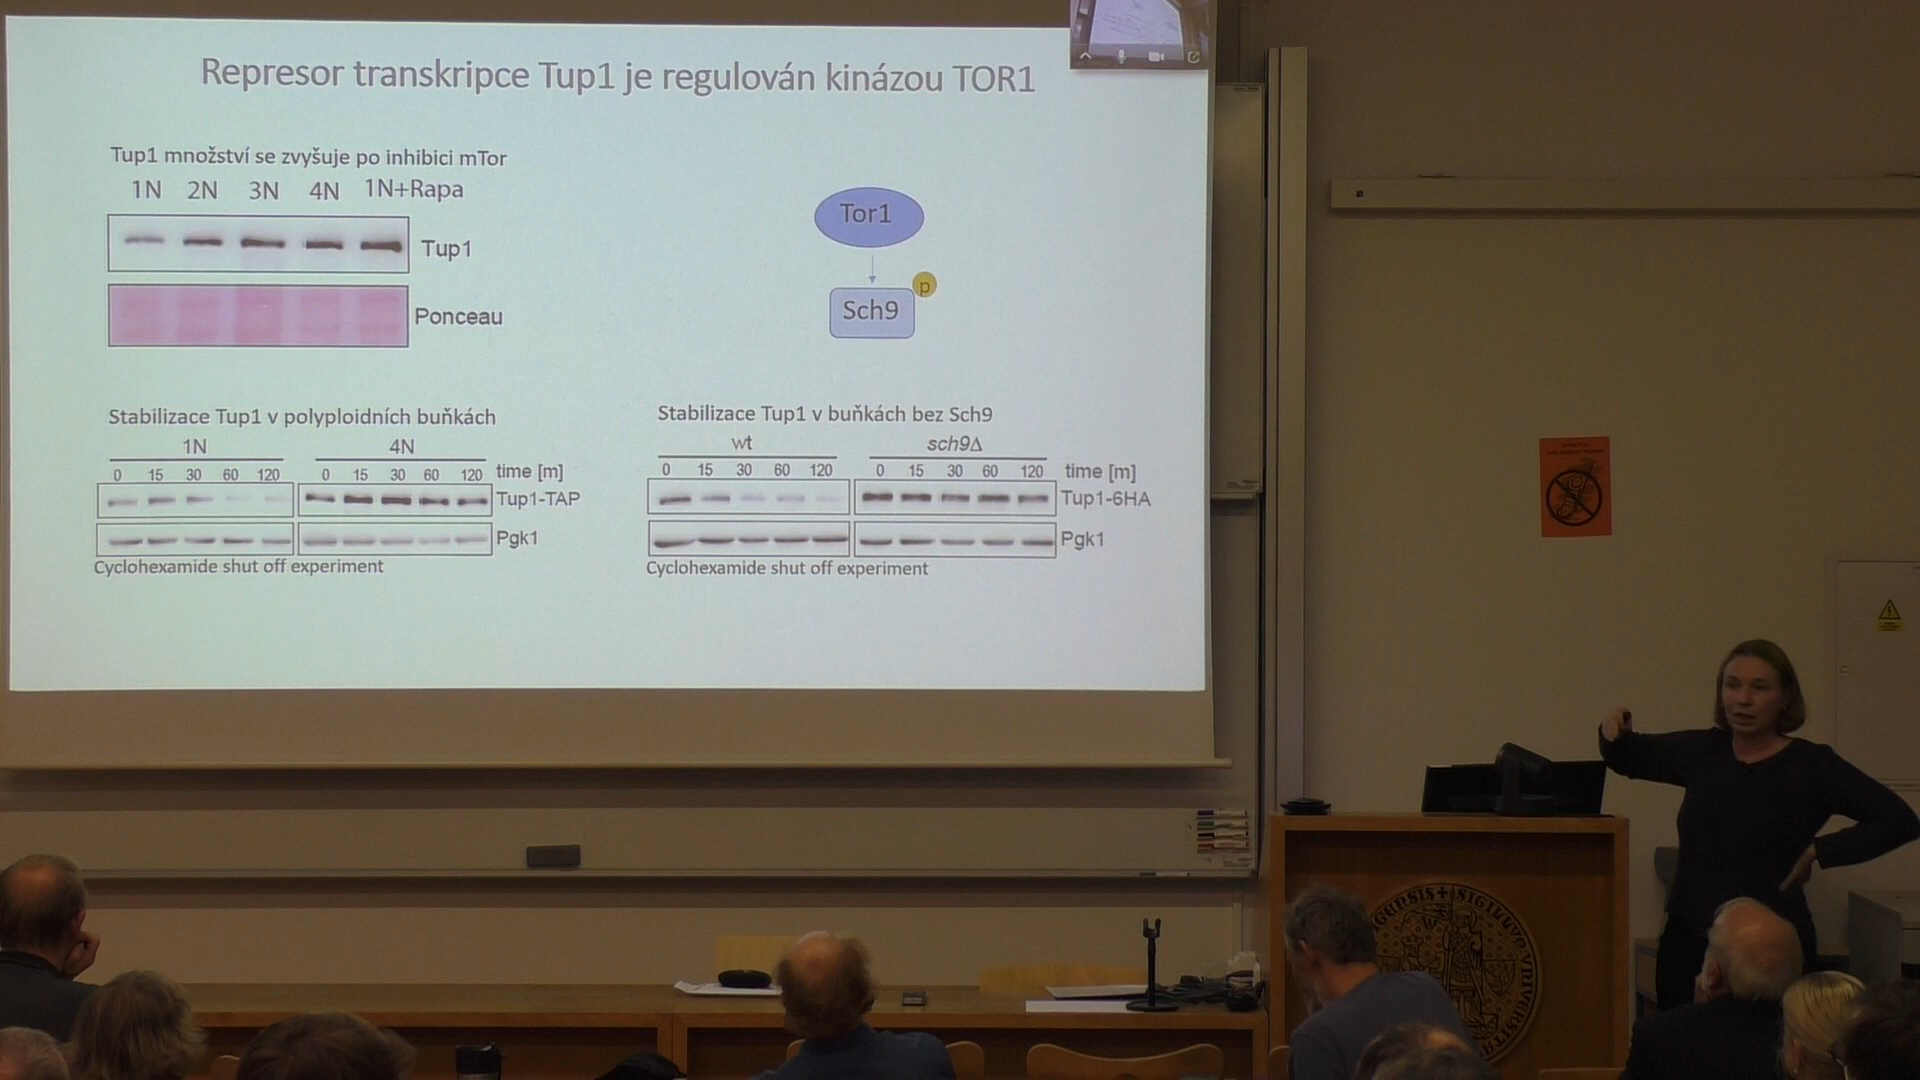 Represor transkripce Tup1 je regulován kinázou TOR1
Tup1 množství se zvyšuje po inhibici mTor
1N 2N 3N 4N 1N+Rapa
Tup1
Ponceau
Tor1
p
Sch9
Stabilizace Tup1 v polyploidních buňkách
1N 4N
0 15 30 60 120 0 15 30 60 120 time [m]
Tup1-TAP
Pgk1
Cyclohexamide shut off experiment
Stabilizace Tup1 v buňkách bez Sch9
wt sch9Δ
0 15 30 60 120 0 15 30 60 120 time [m]
Tup1-6HA
Pgk1
Cyclohexamide shut off experiment